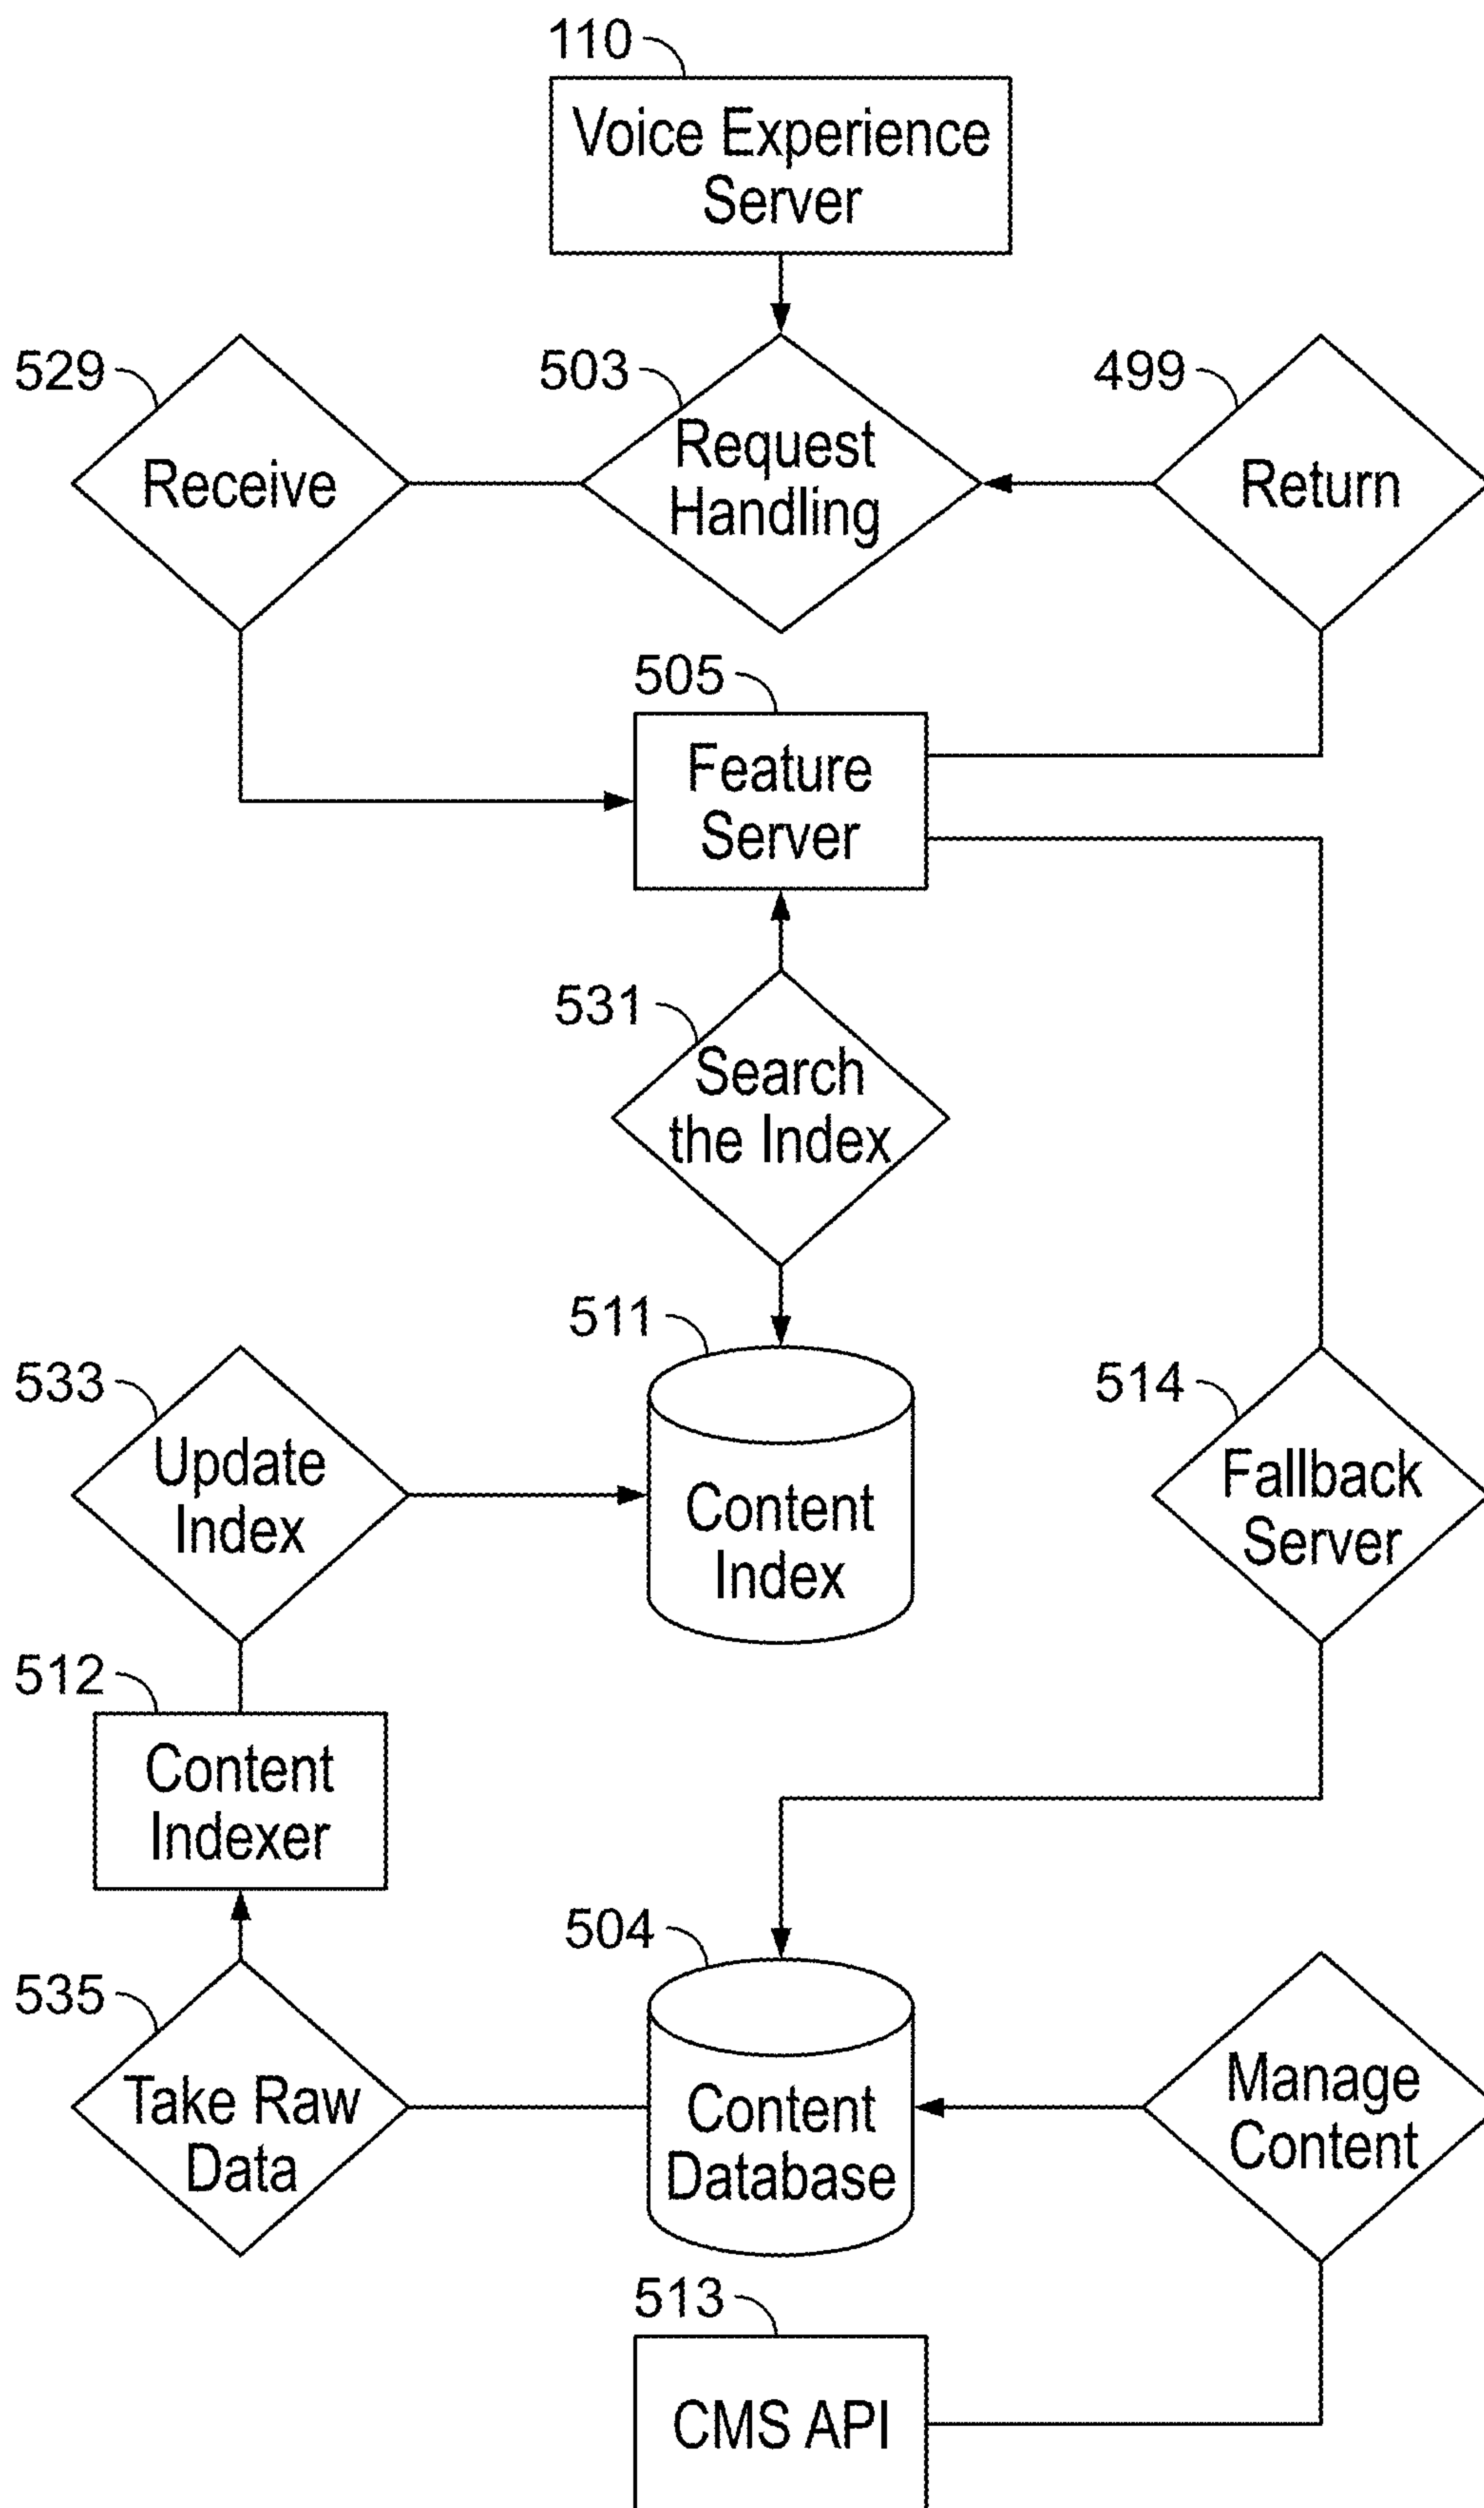 110
Voice Experience
Server
529
503
499
Receive
Request
Handling
Return
505
Feature
Server
531
Search
the Index
511
533
514
Update
Index
Content
Index
Fallback
Server
512
Content
Indexer
504
535
Take Raw
Data
Content
Database
Manage
Content
513
CMS API